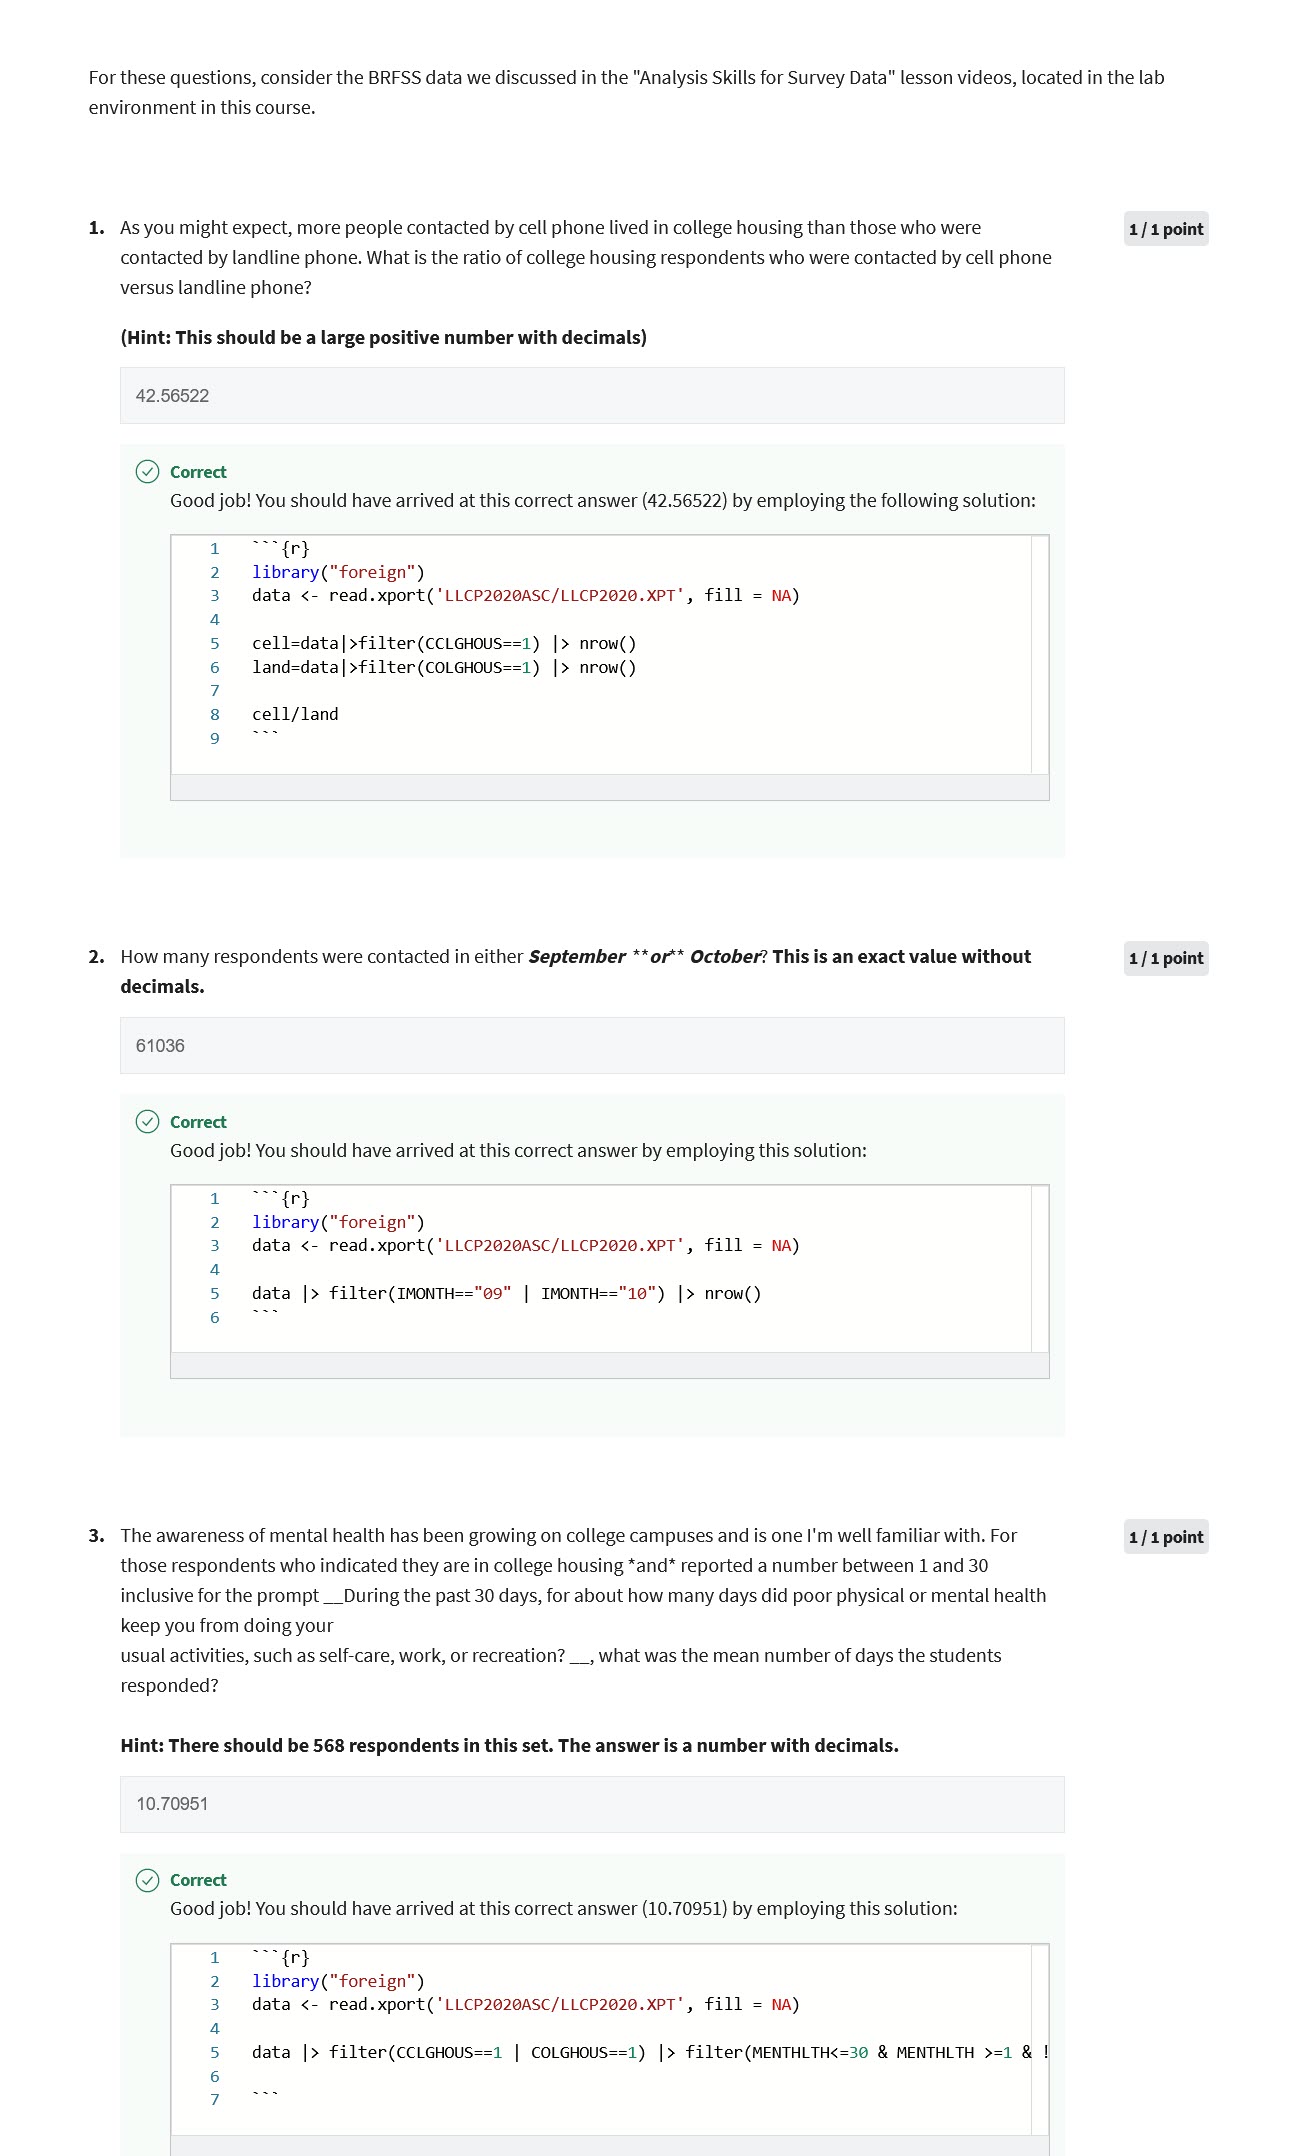 For these questions, consider the BRFSS data we discussed in the "Analysis Skills for Survey Data" lesson videos, located in the lab
environment in this course.
1. As you might expect, more people contacted by cell phone lived in college housing than those who were
contacted by landline phone. What is the ratio of college housing respondents who were contacted by cell phone
versus landline phone?
1 / 1 point
(Hint: This should be a large positive number with decimals)
42.56522
Correct
Good job! You should have arrived at this correct answer (42.56522) by employing the following solution:
1 ```{r}
2 library("foreign")
3 data <- read.xport('LLCP2020ASC/LLCP2020.XPT', fill = NA)
4
5 cell=data|>filter(CCLGHOUS==1) |> nrow()
6 land=data|>filter(COLGHOUS==1) |> nrow()
7
8 cell/land
9 ```
2. How many respondents were contacted in either September **or** October? This is an exact value without
decimals.
1 / 1 point
61036
Correct
Good job! You should have arrived at this correct answer by employing this solution:
1 ```{r}
2 library("foreign")
3 data <- read.xport('LLCP2020ASC/LLCP2020.XPT', fill = NA)
4
5 data |> filter(IMONTH=="09" | IMONTH=="10") |> nrow()
6 ```
3. The awareness of mental health has been growing on college campuses and is one I'm well familiar with. For
those respondents who indicated they are in college housing *and* reported a number between 1 and 30
inclusive for the prompt __During the past 30 days, for about how many days did poor physical or mental health
keep you from doing your
usual activities, such as self-care, work, or recreation? __, what was the mean number of days the students
responded?
1 / 1 point
Hint: There should be 568 respondents in this set. The answer is a number with decimals.
10.70951
Correct
Good job! You should have arrived at this correct answer (10.70951) by employing this solution:
1 ```{r}
2 library("foreign")
3 data <- read.xport('LLCP2020ASC/LLCP2020.XPT', fill = NA)
4
5 data |> filter(CCLGHOUS==1 | COLGHOUS==1) |> filter(MENTHLTH<=30 & MENTHLTH >=1 & !
6
7 ```